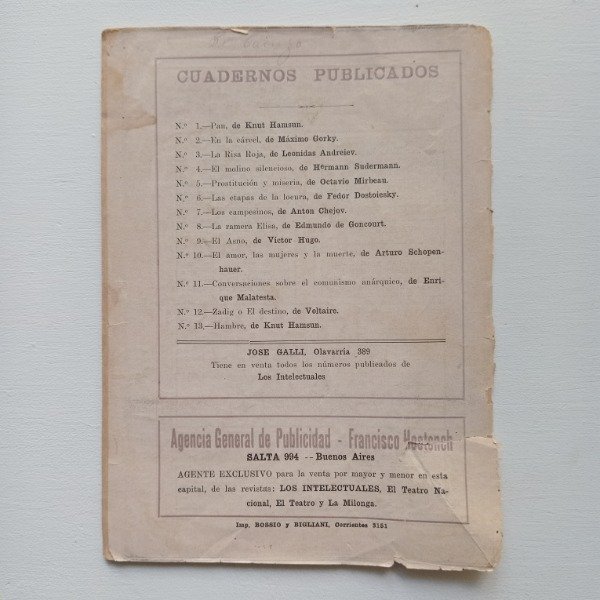 CUADERNOS PUBLICADOS
N.º 1.—Pan, de Knut Hamsun.
N.º 2.—En la cárcel, de Máximo Gorky.
N.º 3.—La Risa Roja, de Leonidas Andreiev.
N.º 4.—El molino silencioso, de Hermann Sudermann.
N.º 5.—Prostitución y miseria, de Octavio Mirbeau.
N.º 6.—Las etapas de la locura, de Fedor Dostoiesky.
N.º 7.—Los campesinos, de Anton Chejov.
N.º 8.—La ramera Elisa, de Edmundo de Goncourt.
N.º 9.—El Asno, de Víctor Hugo.
N.º 10.—El amor, las mujeres y la muerte, de Arturo Schopen-
hauer.
N.º 11.—Conversaciones sobre el comunismo anárquico, de Enri-
que Malatesta.
N.º 12.—Zadig o El destino, de Voltaire.
N.º 13.—Hambre, de Knut Hamsun.
JOSE GALLI, Olavarría 389
Tiene en venta todos los números publicados de
Los Intelectuales
Agencia General de Publicidad - Francisco Hostench
SALTA 994 -- Buenos Aires
AGENTE EXCLUSIVO para la venta por mayor y menor en esta
capital, de las revistas: LOS INTELECTUALES, El Teatro Na-
cional, El Teatro y La Milonga.
Imp. BOSSIO y BIGLIANI, Corrientes 3151